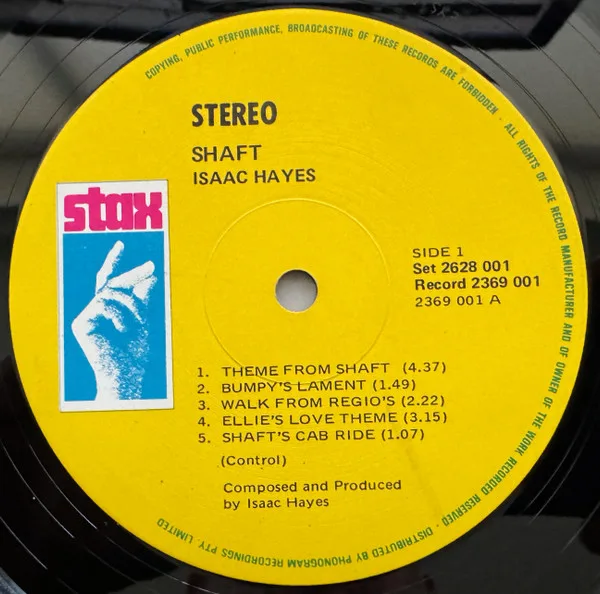 COPYING, PUBLIC PERFORMANCE, BROADCASTING OF THESE RECORDS ARE FORBIDDEN · ALL RIGHTS OF THE RECORD MANUFACTURER AND OF OWNER OF THE WORK RECORDED RESERVED · DISTRIBUTED BY PHONOGRAM RECORDINGS PTY. LIMITED
STEREO
SHAFT
ISAAC HAYES
stax
SIDE 1
Set 2628 001
Record 2369 001
2369 001 A
1. THEME FROM SHAFT (4.37)
2. BUMPY'S LAMENT (1.49)
3. WALK FROM REGIO'S (2.22)
4. ELLIE'S LOVE THEME (3.15)
5. SHAFT'S CAB RIDE (1.07)
(Control)
Composed and Produced
by Isaac Hayes